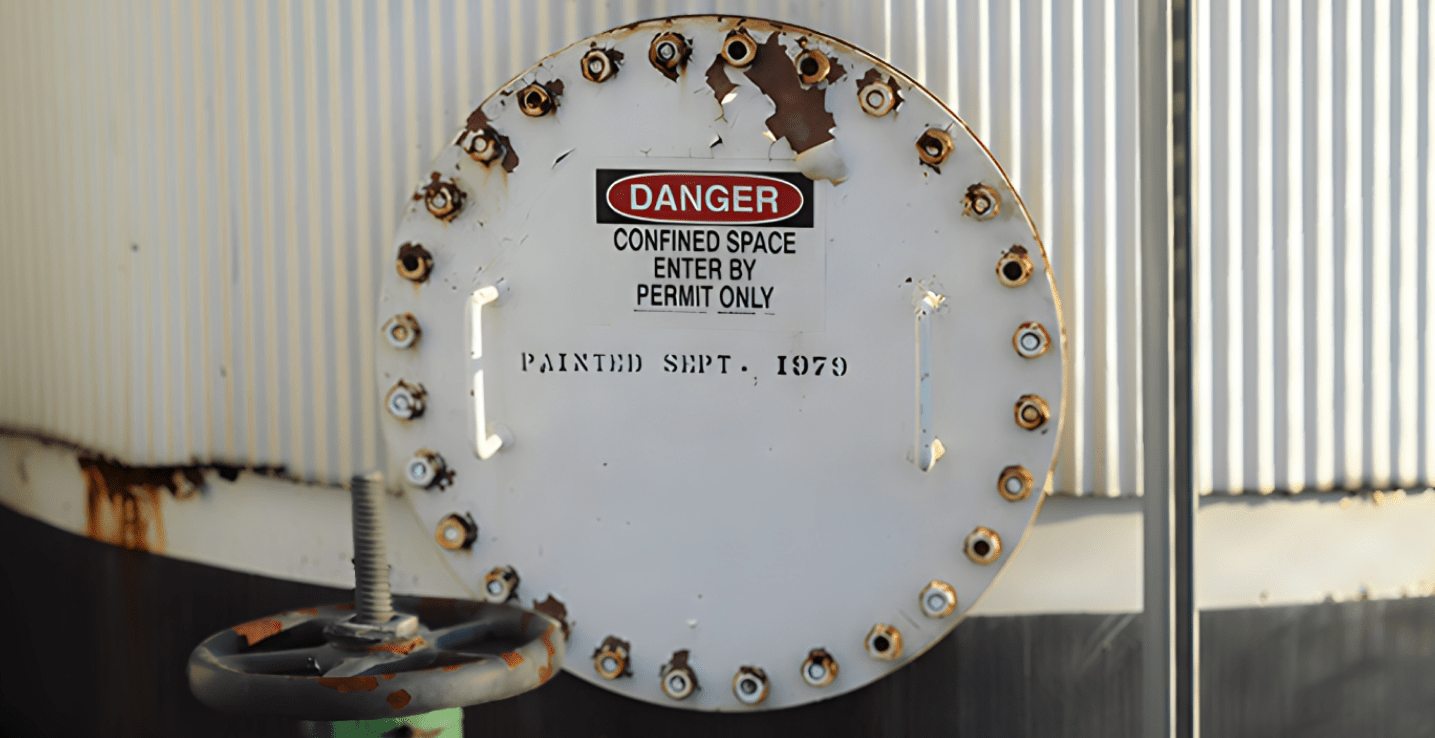 DANGER
CONFINED SPACE
ENTER BY
PERMIT ONLY
PAINTED SEPT. 1979